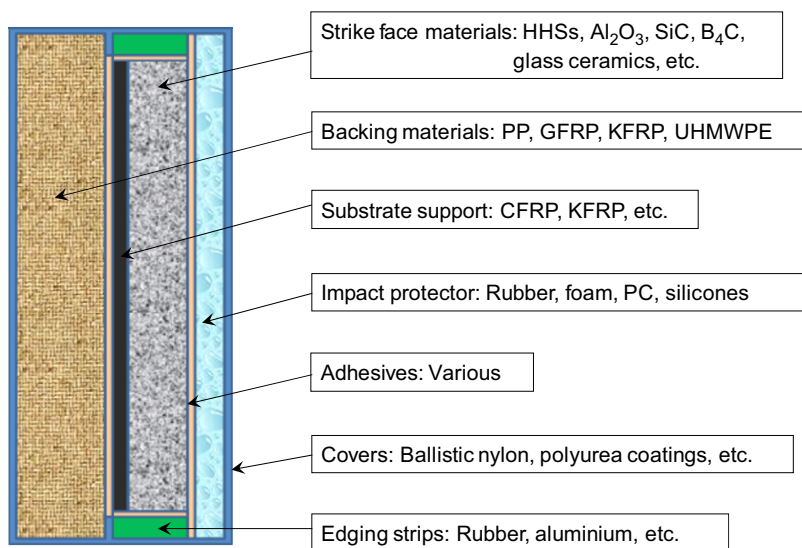 Strike face materials: HHSs, Al₂O₃, SiC, B₄C,
glass ceramics, etc.
Backing materials: PP, GFRP, KFRP, UHMWPE
Substrate support: CFRP, KFRP, etc.
Impact protector: Rubber, foam, PC, silicones
Adhesives: Various
Covers: Ballistic nylon, polyurea coatings, etc.
Edging strips: Rubber, aluminium, etc.